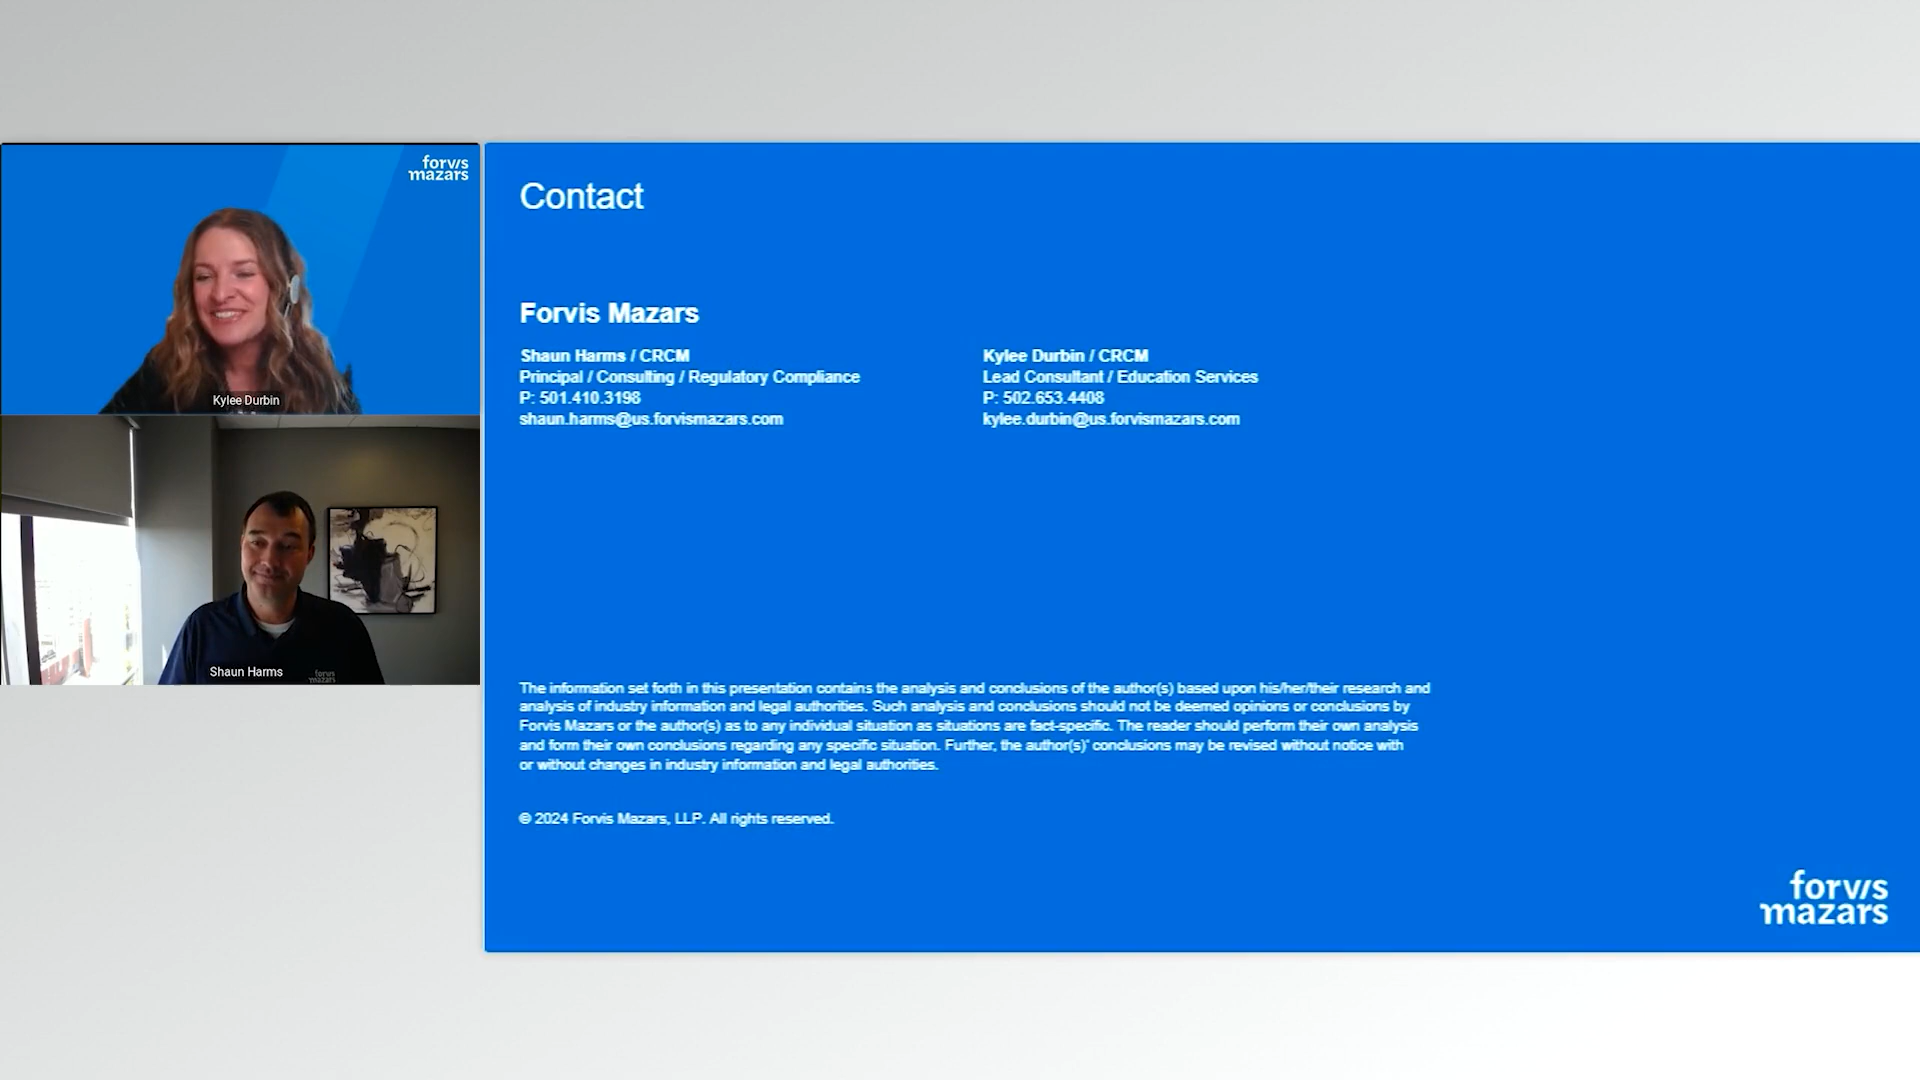 forvis
mazars
Kylee Durbin
Shaun Harms
forvis
mazars
Contact
Forvis Mazars
Shaun Harms / CRCM
Principal / Consulting / Regulatory Compliance
P: 501.410.3198
shaun.harms@us.forvismazars.com
Kylee Durbin / CRCM
Lead Consultant / Education Services
P: 502.653.4408
kylee.durbin@us.forvismazars.com
The information set forth in this presentation contains the analysis and conclusions of the author(s) based upon his/her/their research and
analysis of industry information and legal authorities. Such analysis and conclusions should not be deemed opinions or conclusions by
Forvis Mazars or the author(s) as to any individual situation as situations are fact-specific. The reader should perform their own analysis
and form their own conclusions regarding any specific situation. Further, the author(s)' conclusions may be revised without notice with
or without changes in industry information and legal authorities.
© 2024 Forvis Mazars, LLP. All rights reserved.
forvis
mazars